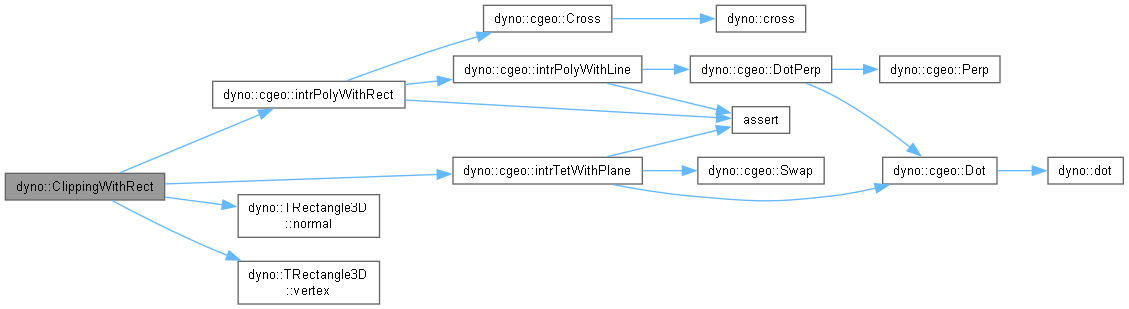 dyno::cgeo::Cross
dyno::cross
dyno::cgeo::intrPolyWithLine
dyno::cgeo::DotPerp
dyno::cgeo::Perp
dyno::cgeo::intrPolyWithRect
assert
dyno::cgeo::intrTetWithPlane
dyno::cgeo::Swap
dyno::cgeo::Dot
dyno::dot
dyno::ClippingWithRect
dyno::TRectangle3D
::normal
dyno::TRectangle3D
::vertex